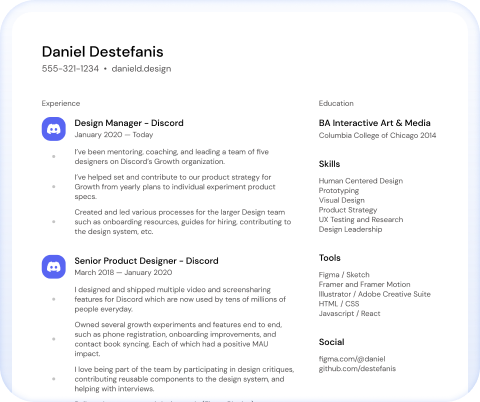 Daniel Destefanis
555-321-1234 • danield.design
Experience
Design Manager - Discord
January 2020 — Today
I've been mentoring, coaching, and leading a team of five
designers on Discord's Growth organization.
I've helped set and contribute to our product strategy for
Growth from yearly plans to individual experiment product
specs.
Created and led various processes for the larger Design team
such as onboarding resources, guides for hiring, contributing to
the design system, etc.
Senior Product Designer - Discord
March 2018 — January 2020
I designed and shipped multiple video and screensharing
features for Discord which are now used by tens of millions of
people everyday.
Owned several growth experiments and features end to end,
such as phone registration, onboarding improvements, and
contact book syncing. Each of which had a positive MAU
impact.
I love being part of the team by participating in design critiques,
contributing reusable components to the design system, and
helping with interviews.
Education
BA Interactive Art & Media
Columbia College of Chicago 2014
Skills
Human Centered Design
Prototyping
Visual Design
Product Strategy
UX Testing and Research
Design Leadership
Tools
Figma / Sketch
Framer and Framer Motion
Illustrator / Adobe Creative Suite
HTML / CSS
Javascript / React
Social
figma.com/@daniel
github.com/destefanis